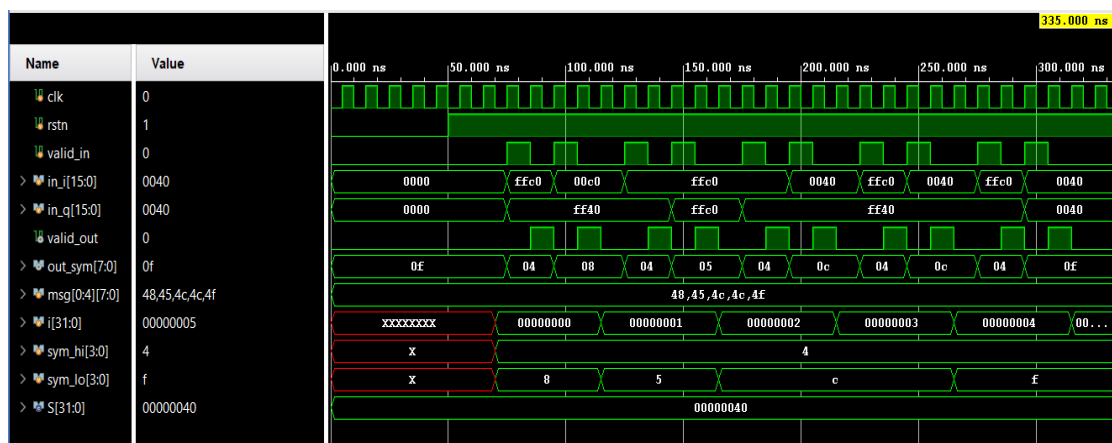 335.000 ns
Name Value 0.000 ns 50.000 ns 100.000 ns 150.000 ns 200.000 ns 250.000 ns 300.000 ns
clk 0
rstn 1
valid_in 0
in_i[15:0] 0040 0000 ffc0 00c0 ffc0 0040 ffc0 0040 ffc0 0040
in_q[15:0] 0040 0000 ff40 ffc0 ff40 0040
valid_out 0
out_sym[7:0] 0f 0f 04 08 04 05 04 0c 04 0c 04 0f
msg[0:4][7:0] 48,45,4c,4c,4f 48,45,4c,4c,4f
i[31:0] 00000005 XXXXXXXX 00000000 00000001 00000002 00000003 00000004 00...
sym_hi[3:0] 4 X 4
sym_lo[3:0] f X 8 5 c f
S[31:0] 00000040 00000040